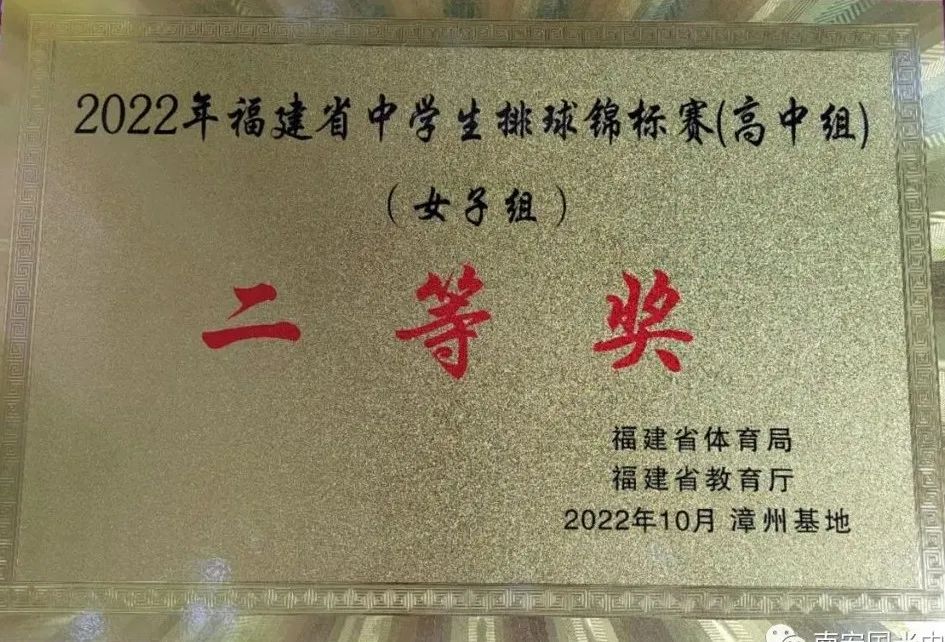 2022年福建省中学生排球锦标赛(高中组)
（女子组）
二等奖
福建省体育局
福建省教育厅
2022年10月 漳州基地